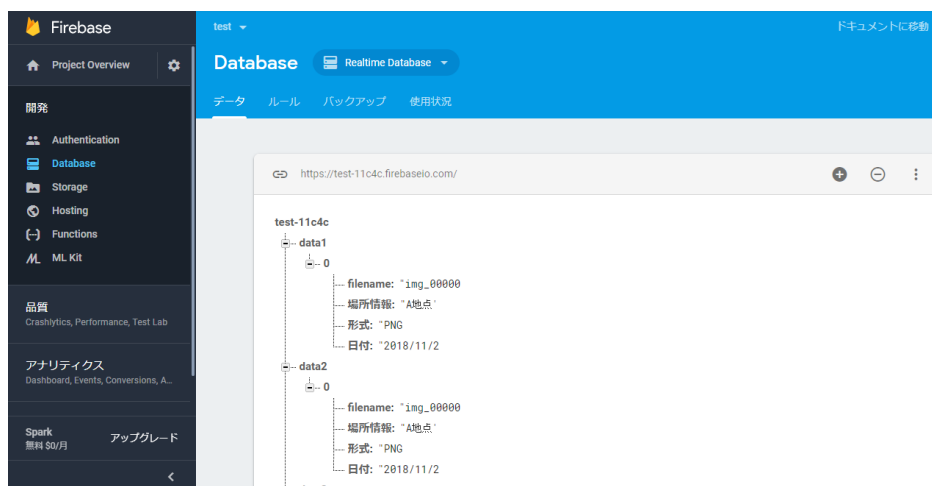 Firebase
test
ドキュメントに移動
Project Overview
Database
Realtime Database
データ ルール バックアップ 使用状況
開発
Authentication
Database
Storage
Hosting
Functions
ML Kit
品質
Crashlytics, Performance, Test Lab
アナリティクス
Dashboard, Events, Conversions, A...
Spark
無料 $0/月
アップグレード
https://test-11c4c.firebaseio.com/
test-11c4c
data1
0
filename: "img_00000
場所情報: "A地点"
形式: "PNG
日付: "2018/11/2
data2
0
filename: "img_00000
場所情報: "A地点"
形式: "PNG
日付: "2018/11/2